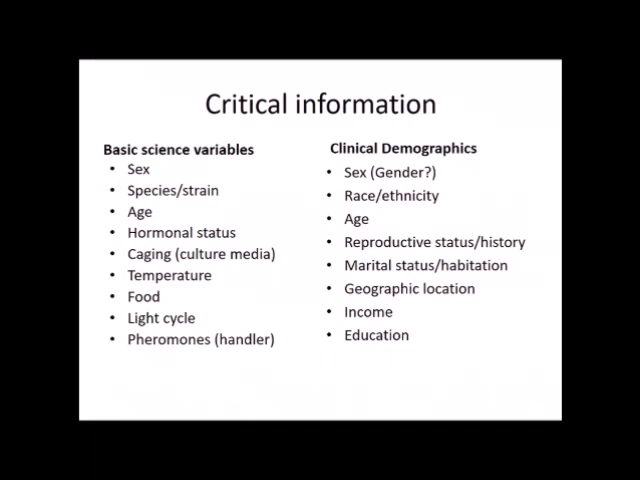 Critical information
Basic science variables
• Sex
• Species/strain
• Age
• Hormonal status
• Caging (culture media)
• Temperature
• Food
• Light cycle
• Pheromones (handler)
Clinical Demographics
• Sex (Gender?)
• Race/ethnicity
• Age
• Reproductive status/history
• Marital status/habitation
• Geographic location
• Income
• Education